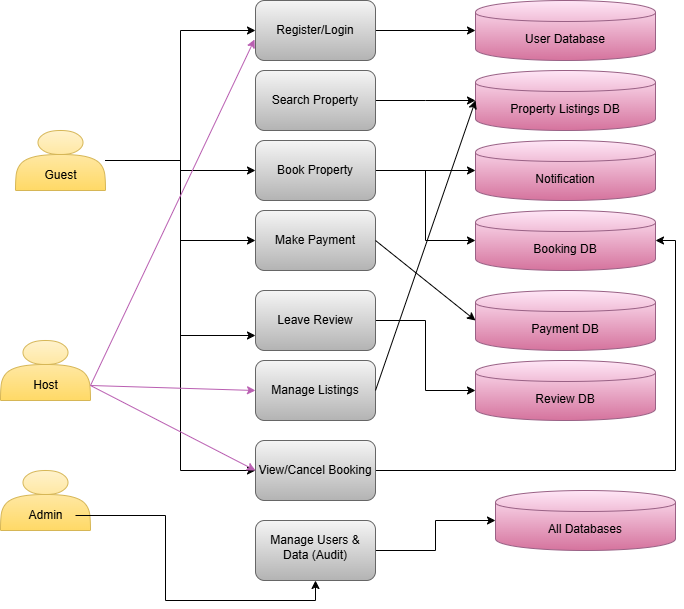 Register/Login
User Database
Search Property
Property Listings DB
Guest
Book Property
Notification
Make Payment
Booking DB
Leave Review
Payment DB
Host
Manage Listings
Review DB
View/Cancel Booking
Admin
Manage Users &
Data (Audit)
All Databases